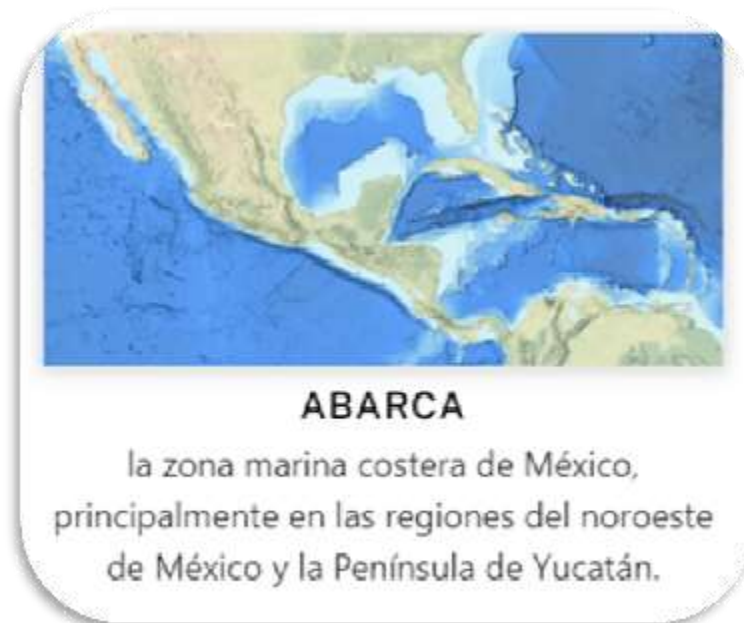 ABARCA
la zona marina costera de México,
principalmente en las regiones del noroeste
de México y la Península de Yucatán.